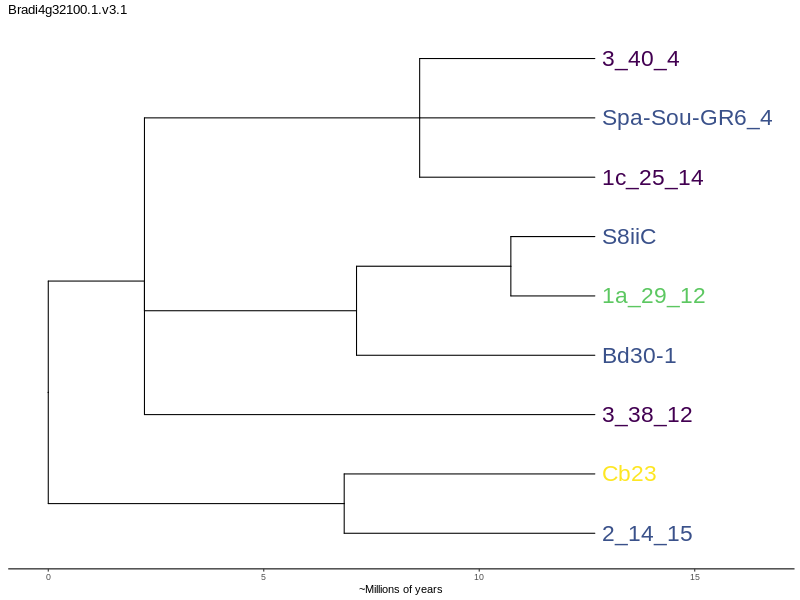 Bradi4g32100.1.v3.1
3_40_4
Spa-Sou-GR6_4
1c_25_14
S8iiC
1a_29_12
Bd30-1
3_38_12
Cb23
2_14_15
0 5 10 15
~Millions of years